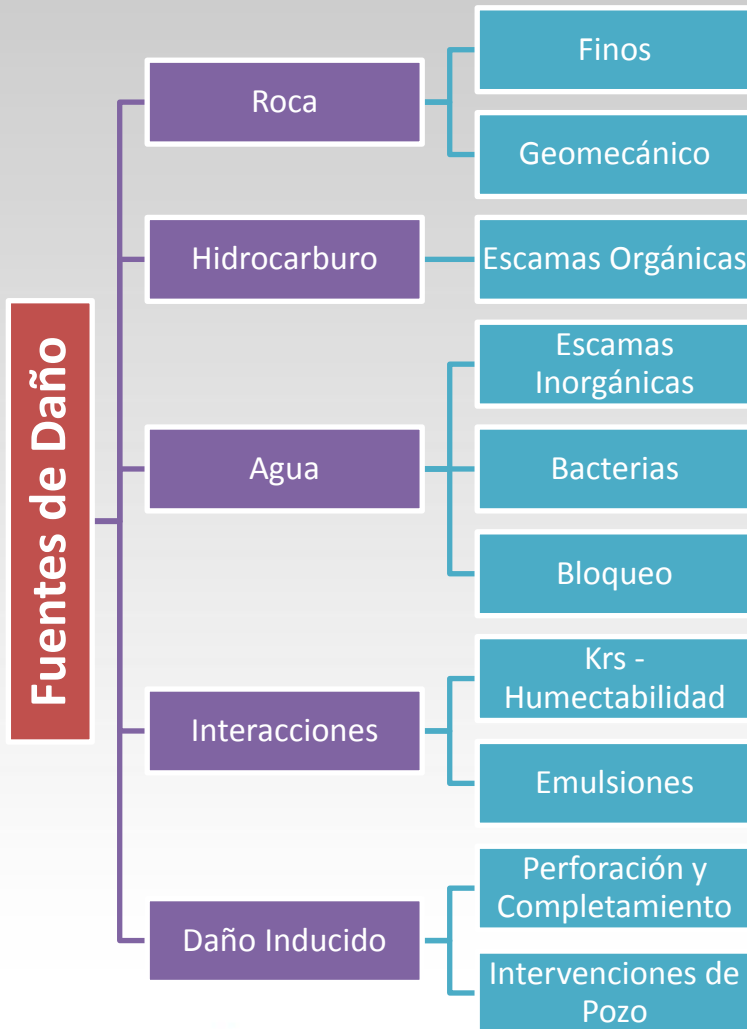 Fuentes de Daño
Roca
Finos
Geomecánico
Hidrocarburo
Escamas Orgánicas
Agua
Escamas
Inorgánicas
Bacterias
Bloqueo
Interacciones
Krs -
Humectabilidad
Emulsiones
Daño Inducido
Perforación y
Completamiento
Intervenciones de
Pozo